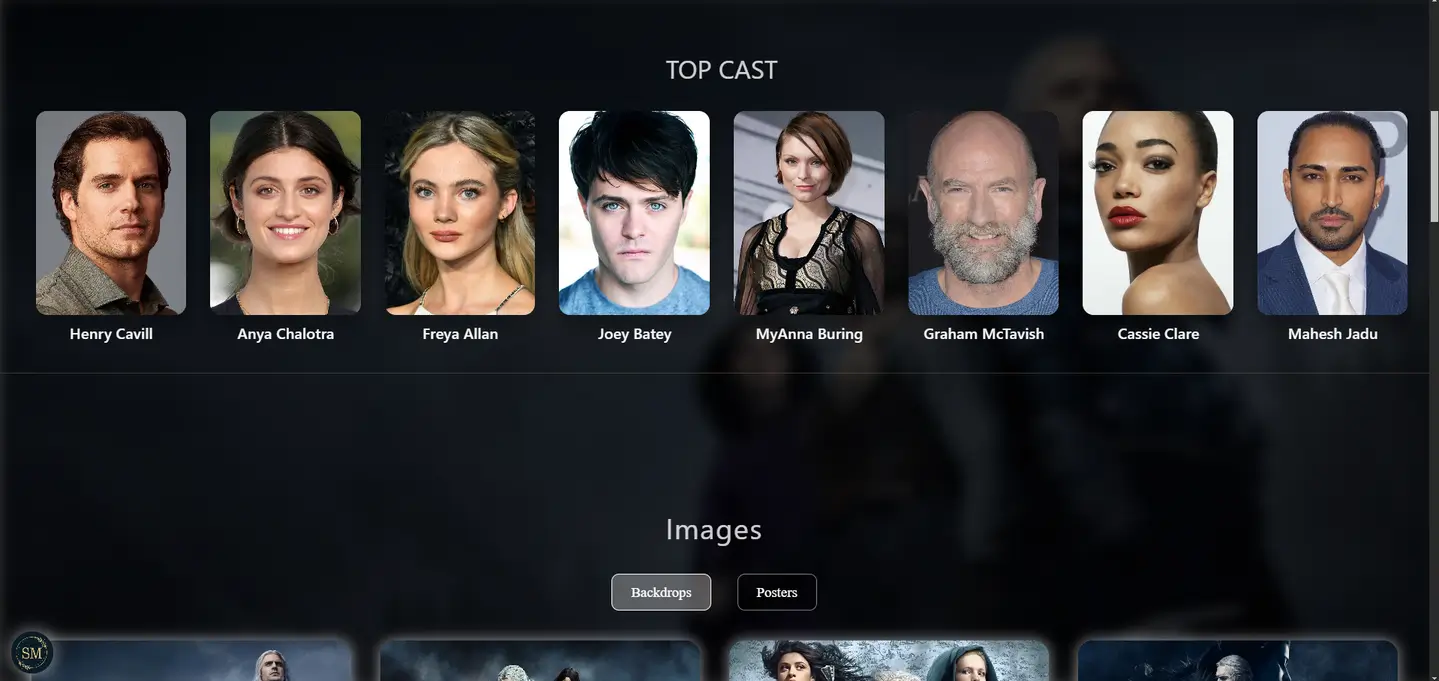 TOP CAST
Henry Cavill
Anya Chalotra
Freya Allan
Joey Batey
MyAnna Buring
Graham McTavish
Cassie Clare
Mahesh Jadu
Images
Backdrops
Posters
SM